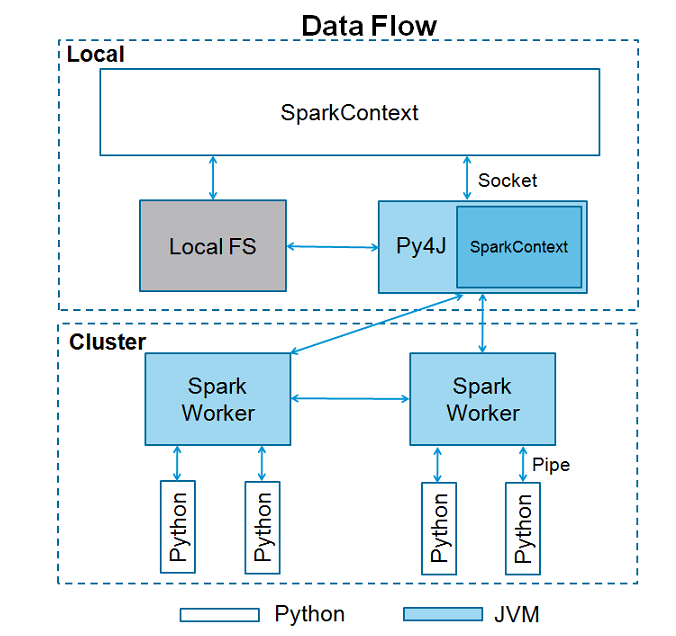 Data Flow
Local
SparkContext
Socket
Local FS
Py4J
SparkContext
Cluster
Spark
Worker
Spark
Worker
Pipe
Python
Python
Python
Python
Python
JVM